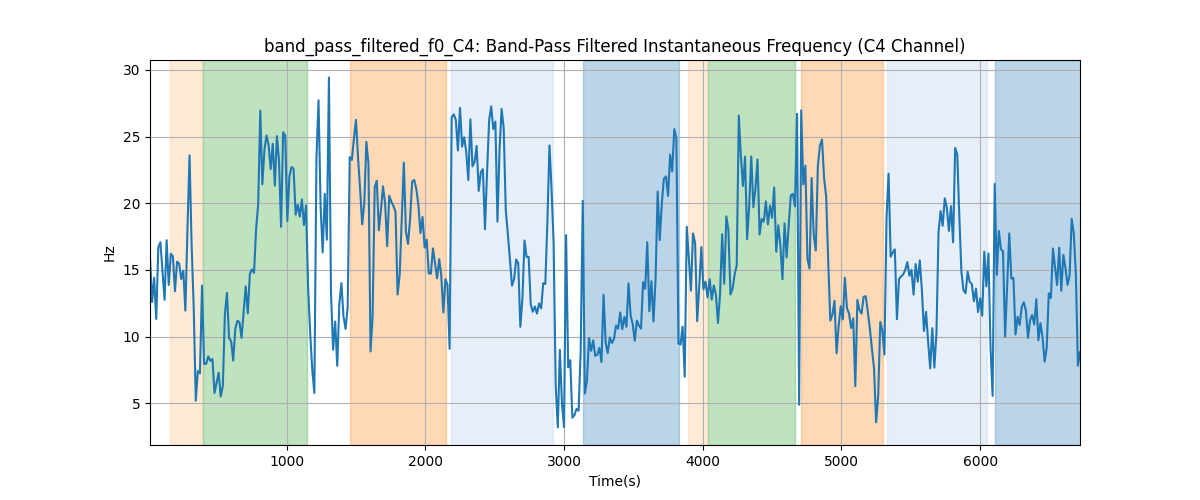 band_pass_filtered_f0_C4: Band-Pass Filtered Instantaneous Frequency (C4 Channel)
30
25
20
15
10
5
Hz
1000 2000 3000 4000 5000 6000
Time(s)